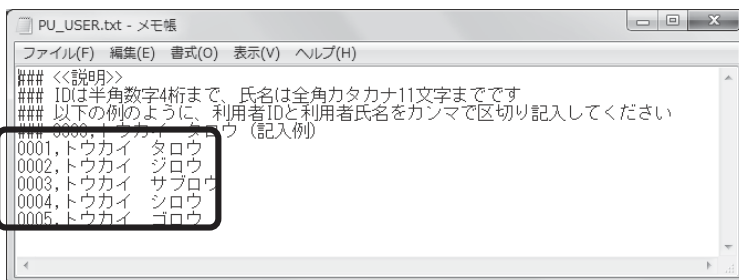 PU_USER.txt - メモ帳
ファイル(F) 編集(E) 書式(O) 表示(V) ヘルプ(H)
### <<説明>>
### IDは半角数字4桁まで、氏名は全角カタカナ11文字までです
### 以下の例のように、利用者IDと利用者氏名をカンマで区切り記入してください
### 0000,トウカイ　タロウ (記入例)
0001,トウカイ　タロウ
0002,トウカイ　ジロウ
0003,トウカイ　サブロウ
0004,トウカイ　シロウ
0005,トウカイ　ゴロウ